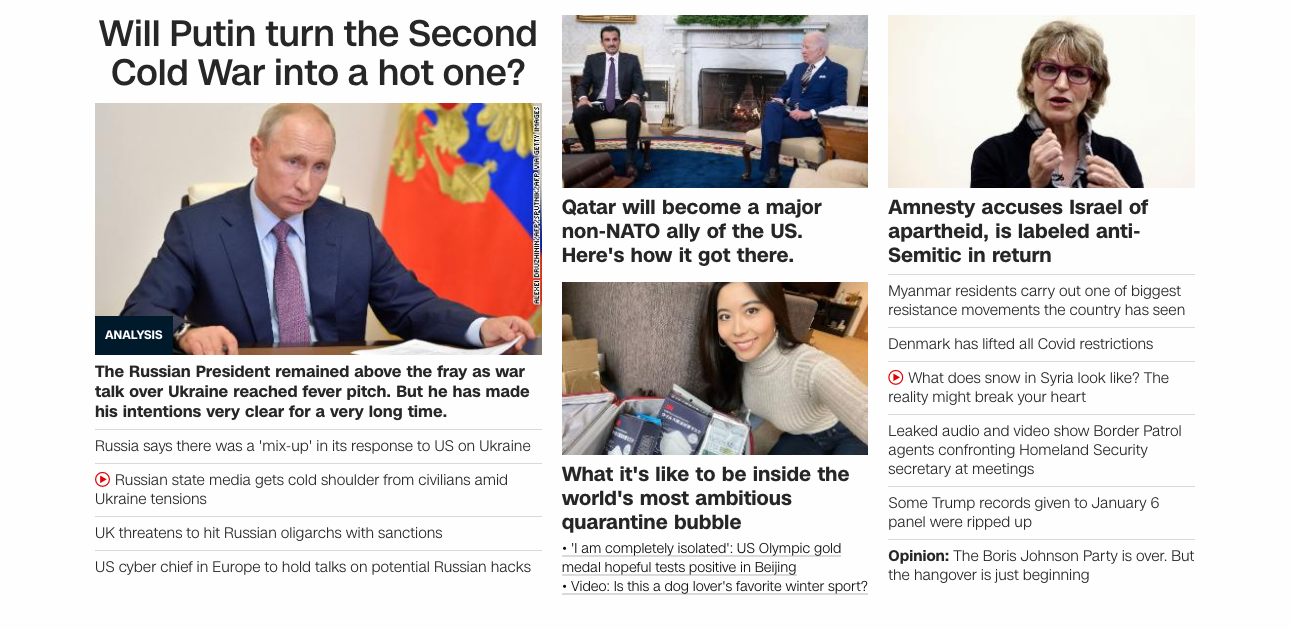 Will Putin turn the Second
Cold War into a hot one?
ALEXEI DRUZHININ/AFP/SPUTNIK/AFP VIA GETTY IMAGES
ANALYSIS
The Russian President remained above the fray as war
talk over Ukraine reached fever pitch. But he has made
his intentions very clear for a very long time.
Russia says there was a 'mix-up' in its response to US on Ukraine
Russian state media gets cold shoulder from civilians amid
Ukraine tensions
UK threatens to hit Russian oligarchs with sanctions
US cyber chief in Europe to hold talks on potential Russian hacks
Qatar will become a major
non-NATO ally of the US.
Here's how it got there.
What it's like to be inside the
world's most ambitious
quarantine bubble
• 'I am completely isolated': US Olympic gold
medal hopeful tests positive in Beijing
• Video: Is this a dog lover's favorite winter sport?
Amnesty accuses Israel of
apartheid, is labeled anti-
Semitic in return
Myanmar residents carry out one of biggest
resistance movements the country has seen
Denmark has lifted all Covid restrictions
What does snow in Syria look like? The
reality might break your heart
Leaked audio and video show Border Patrol
agents confronting Homeland Security
secretary at meetings
Some Trump records given to January 6
panel were ripped up
Opinion: The Boris Johnson Party is over. But
the hangover is just beginning